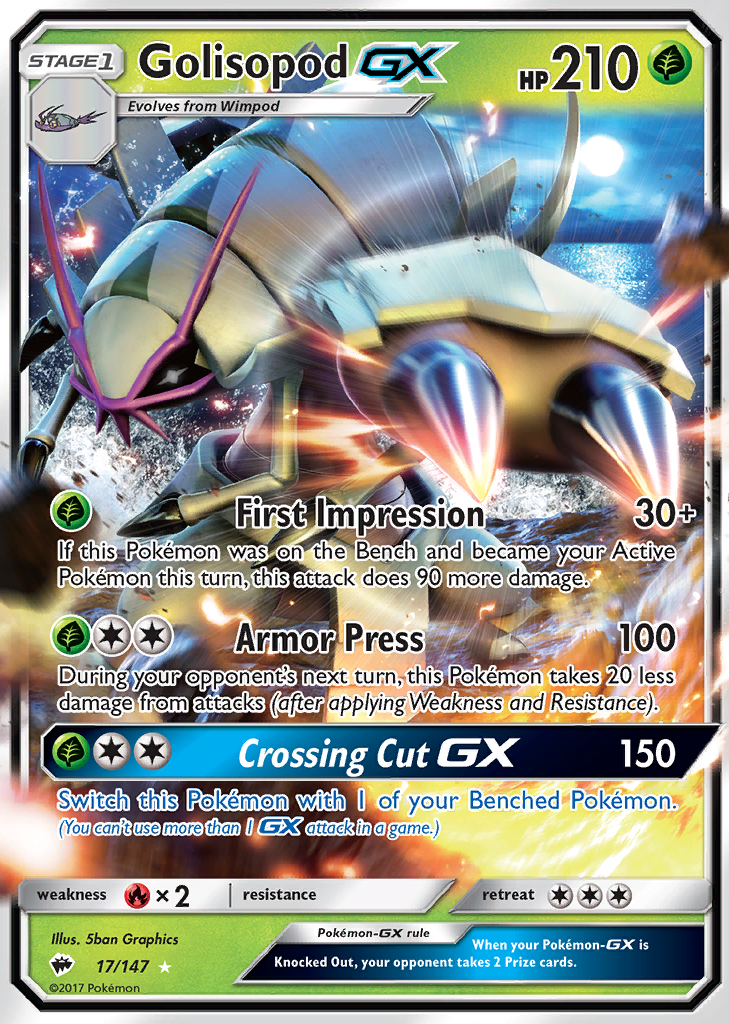 STAGE 1
Golisopod GX
HP 210
Evolves from Wimpod
First Impression 30+
If this Pokémon was on the Bench and became your Active
Pokémon this turn, this attack does 90 more damage.
Armor Press 100
During your opponent's next turn, this Pokémon takes 20 less
damage from attacks (after applying Weakness and Resistance).
Crossing Cut GX 150
Switch this Pokémon with 1 of your Benched Pokémon.
(You can't use more than 1 GX attack in a game.)
weakness × 2 resistance retreat
Illus. 5ban Graphics
17/147
©2017 Pokémon
Pokémon-GX rule
When your Pokémon-GX is
Knocked Out, your opponent takes 2 Prize cards.